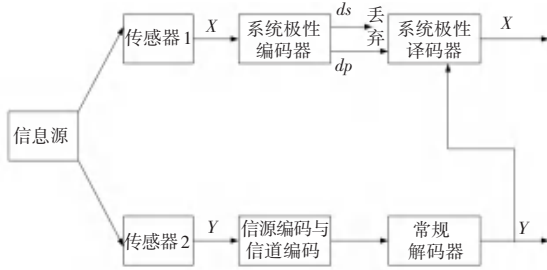 信息源
传感器1
X
系统极性
编码器
ds
dp
丢
弃
系统极性
译码器
X
传感器2
Y
信源编码与
信道编码
常规
解码器
Y